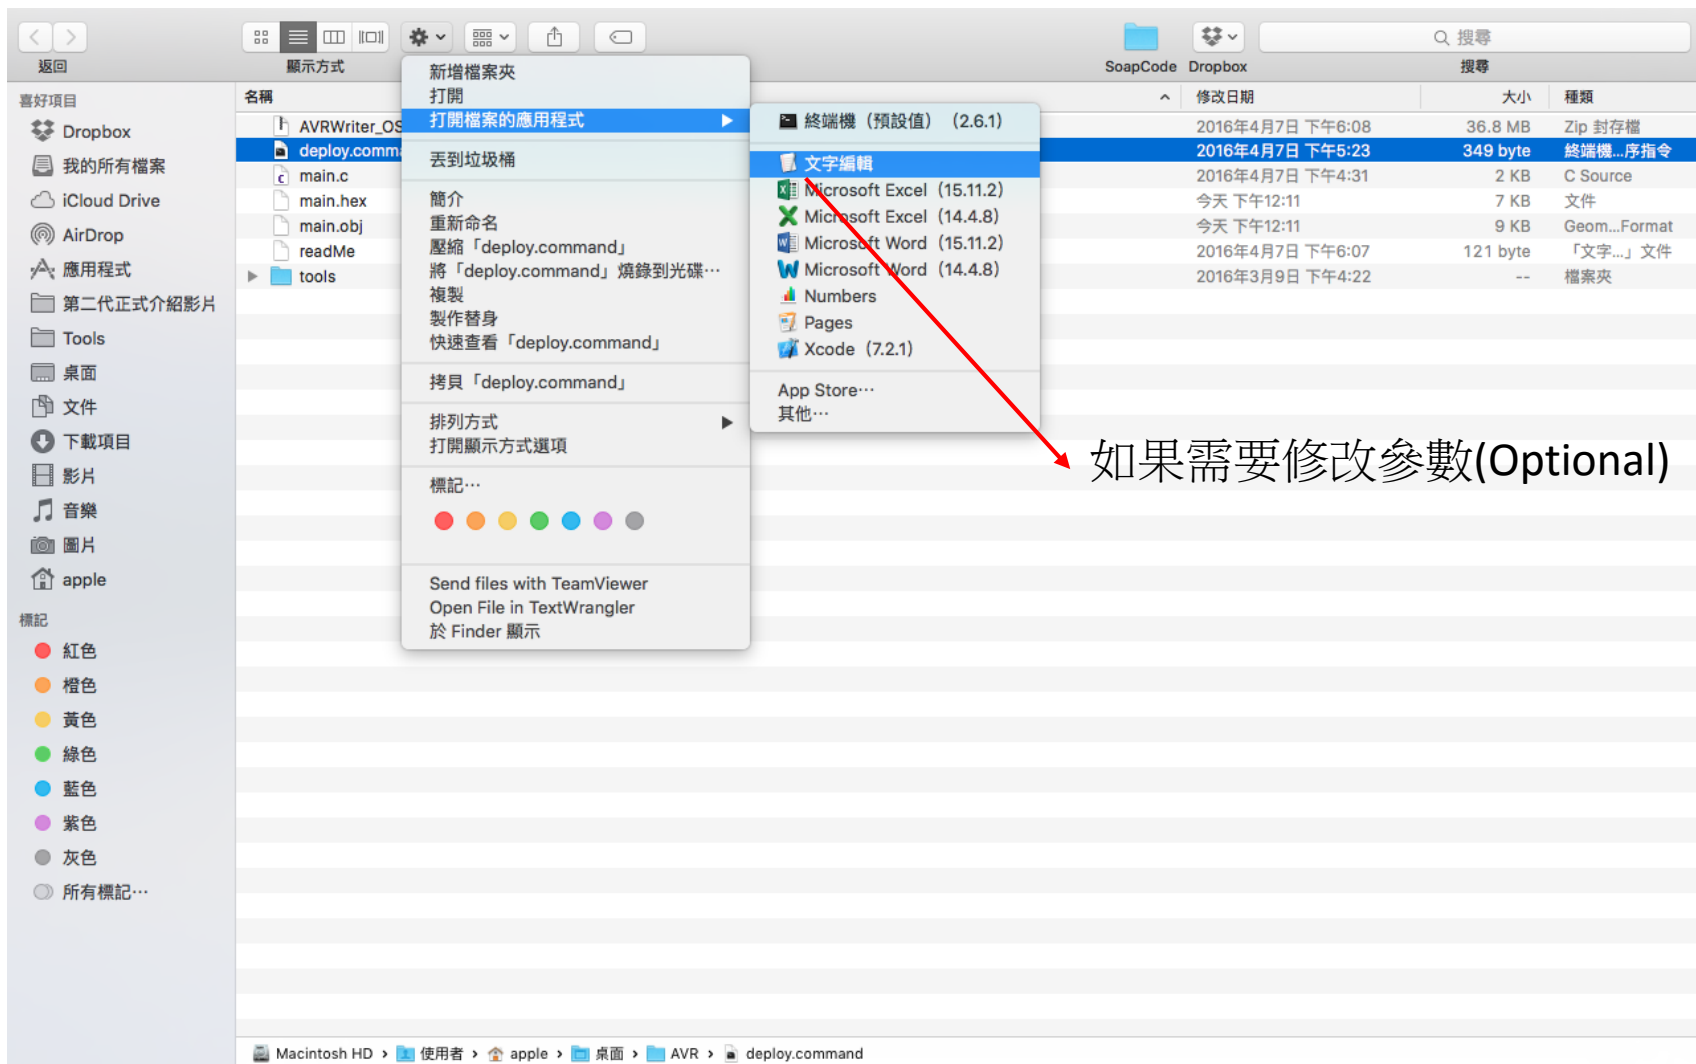 返回
顯示方式
SoapCode
Dropbox
搜尋
搜尋
喜好項目
Dropbox
我的所有檔案
iCloud Drive
AirDrop
應用程式
第二代正式介紹影片
Tools
桌面
文件
下載項目
影片
音樂
圖片
apple
標記
紅色
橙色
黃色
綠色
藍色
紫色
灰色
所有標記…
名稱 修改日期 大小 種類
AVRWriter_OS 2016年4月7日 下午6:08 36.8 MB Zip 封存檔
deploy.comma 2016年4月7日 下午5:23 349 byte 終端機...序指令
main.c 2016年4月7日 下午4:31 2 KB C Source
main.hex 今天 下午12:11 7 KB 文件
main.obj 今天 下午12:11 9 KB Geom...Format
readMe 2016年4月7日 下午6:07 121 byte 「文字...」文件
tools 2016年3月9日 下午4:22 -- 檔案夾
新增檔案夾
打開
打開檔案的應用程式
丟到垃圾桶
簡介
重新命名
壓縮「deploy.command」
將「deploy.command」燒錄到光碟…
複製
製作替身
快速查看「deploy.command」
拷貝「deploy.command」
排列方式
打開顯示方式選項
標記…
Send files with TeamViewer
Open File in TextWrangler
於 Finder 顯示
終端機（預設值）（2.6.1）
文字編輯
Microsoft Excel（15.11.2）
Microsoft Excel（14.4.8）
Microsoft Word（15.11.2）
Microsoft Word（14.4.8）
Numbers
Pages
Xcode（7.2.1）
App Store…
其他…
如果需要修改參數(Optional)
Macintosh HD › 使用者 › apple › 桌面 › AVR › deploy.command